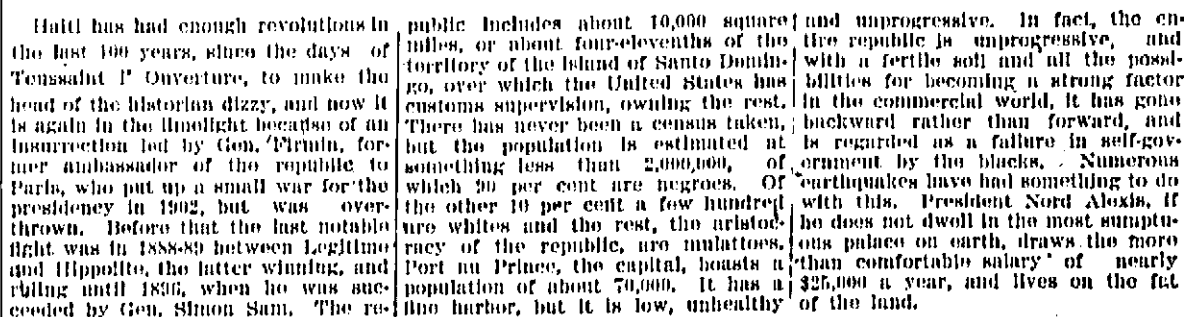 Haiti has had enough revolutions in
the last 100 years, since the days of
Toussaint l' Ouverture, to make the
head of the historian dizzy, and now it
is again in the limelight because of an
insurrection led by Gen. Firmin, for-
mer ambassador of the republic to
Paris, who put up a small war for the
presidency in 1902, but was over-
thrown. Before that the last notable
fight was in 1888-89 between Legitime
and Hippolite, the latter winning, and
ruling until 1896, when he was suc-
ceeded by Gen. Simon Sam. The re-
public includes about 10,000 square
miles, or about four-elevenths of the
territory of the island of Santo Domin-
go, over which the United States has
customs supervision, owning the rest.
There has never been a census taken,
but the population is estimated at
something less than 2,000,000, of
which 90 per cent are negroes. Of
the other 10 per cent a few hundred
are whites and the rest, the aristoc-
racy of the republic, are mulattoes.
Port au Prince, the capital, boasts a
population of about 70,000. It has a
fine harbor, but it is low, unhealthy
and unprogressive. In fact, the en-
tire republic is unprogressive, and
with a fertile soil and all the possi-
bilities for becoming a strong factor
in the commercial world, it has gone
backward rather than forward, and
is regarded as a failure in self-gov-
ernment by the blacks. Numerous
earthquakes have had something to do
with this. President Nord Alexis, if
he does not dwell in the most sumptu-
ous palace on earth, draws the more
than comfortable salary of nearly
$25,000 a year, and lives on the fat
of the land.